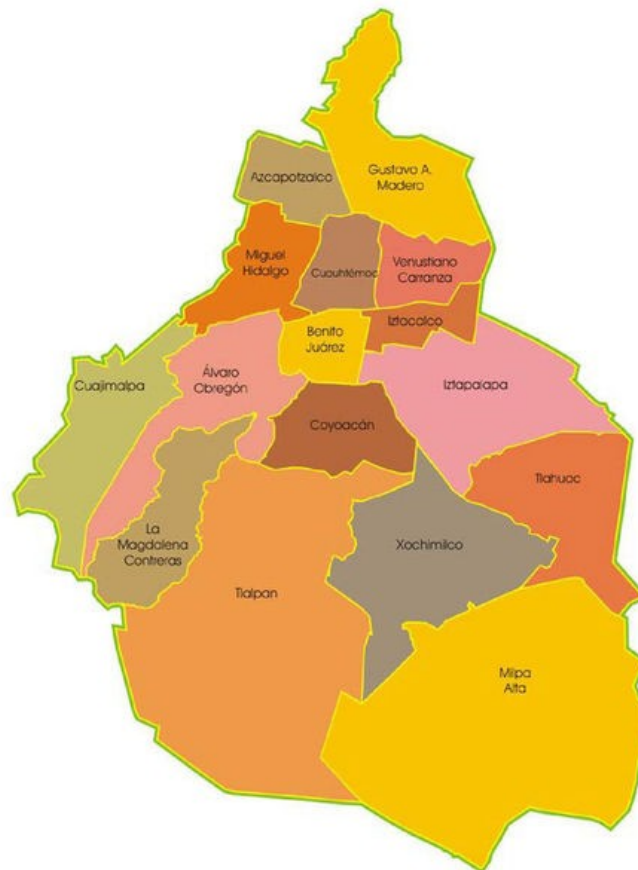 Gustavo A.
Madero
Azcapotzalco
Miguel
Hidalgo
Cuauhtémoc
Venustiano
Carranza
Iztacalco
Benito
Juárez
Cuajimalpa
Álvaro
Obregón
Iztapalapa
Coyoacán
Tlahuac
La
Magdalena
Contreras
Xochimilco
Tlalpan
Milpa
Alta